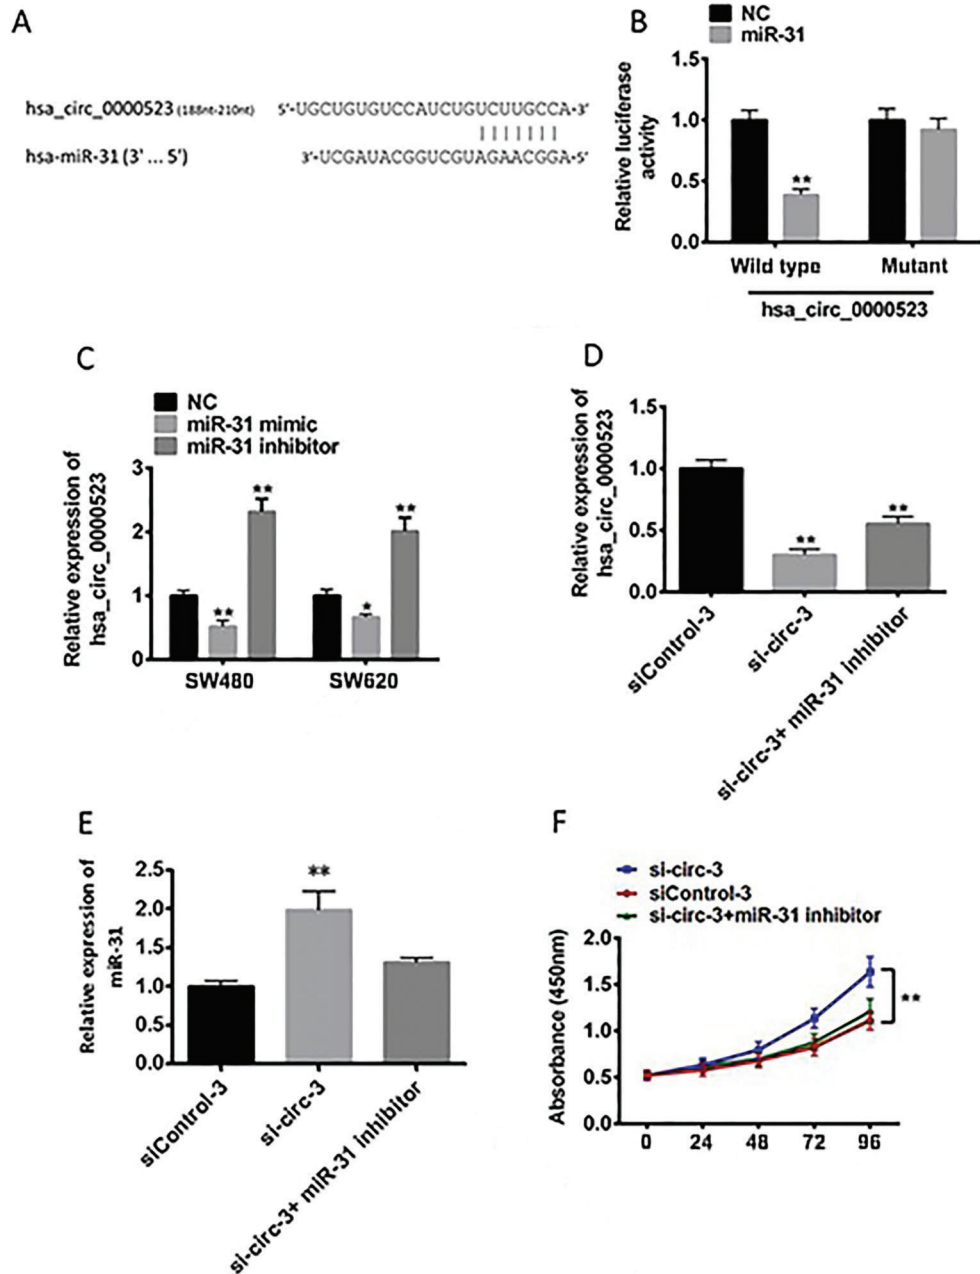 A
hsa_circ_0000523 (188nt-210nt) 5'-UGCUGUGUCCAUCUGUCUUGCCA-3'
hsa-miR-31 (3' ... 5') 3'-UCGAUACGGUCGUAGAACGGA-5'
B
NC
miR-31
Relative luciferase
activity
1.5
1.0
0.5
0.0
**
Wild type Mutant
hsa_circ_0000523
C
NC
miR-31 mimic
miR-31 inhibitor
Relative expression of
hsa_circ_0000523
3
2
1
0
** ** * **
SW480 SW620
D
Relative expression of
hsa_circ_0000523
1.5
1.0
0.5
0.0
** **
siControl-3
si-circ-3
si-circ-3+ miR-31 inhibitor
E
Relative expression of
miR-31
2.5
2.0
1.5
1.0
0.5
0.0
**
siControl-3
si-circ-3
si-circ-3+ miR-31 inhibitor
F
si-circ-3
siControl-3
si-circ-3+miR-31 inhibitor
Absorbance (450nm)
2.0
1.5
1.0
0.5
0.0
**
0 24 48 72 96